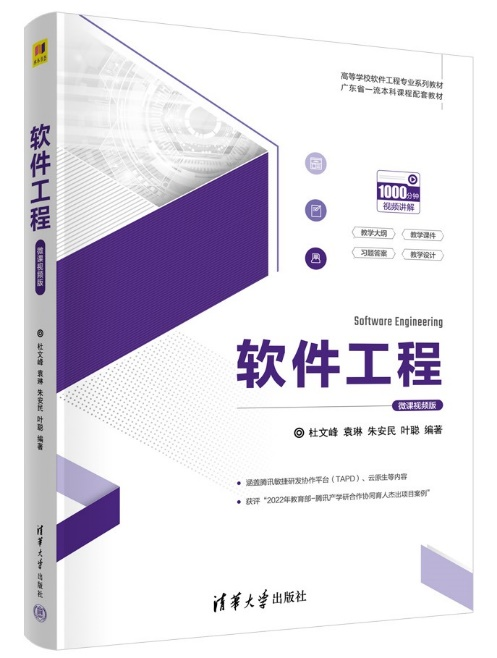 高等学校软件工程专业系列教材
广东省一流本科课程配套教材
1000分钟
视频讲解
教学大纲
教学课件
习题答案
教学设计
Software Engineering
软件工程
微课视频版
杜文峰 袁琳 朱安民 叶聪 编著
涵盖腾讯敏捷研发协作平台（TAPD）、云原生等内容
获评“2022年教育部-腾讯产学研合作协同育人杰出项目案例”
清华大学出版社
软件工程
微课视频版
杜文峰 袁琳 朱安民 叶聪 编著
清华大学出版社